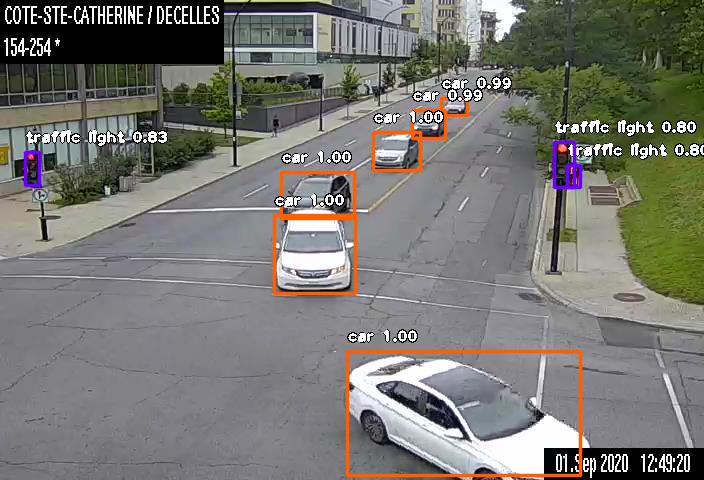 COTE-STE-CATHERINE / DECELLES
154-254 *
car 0.99
car 0.99
car 1.00
traffic light 0.83
traffic light 0.80
traffic light 0.80
car 1.00
car 1.00
car 1.00
01.Sep 2020 12:49:20